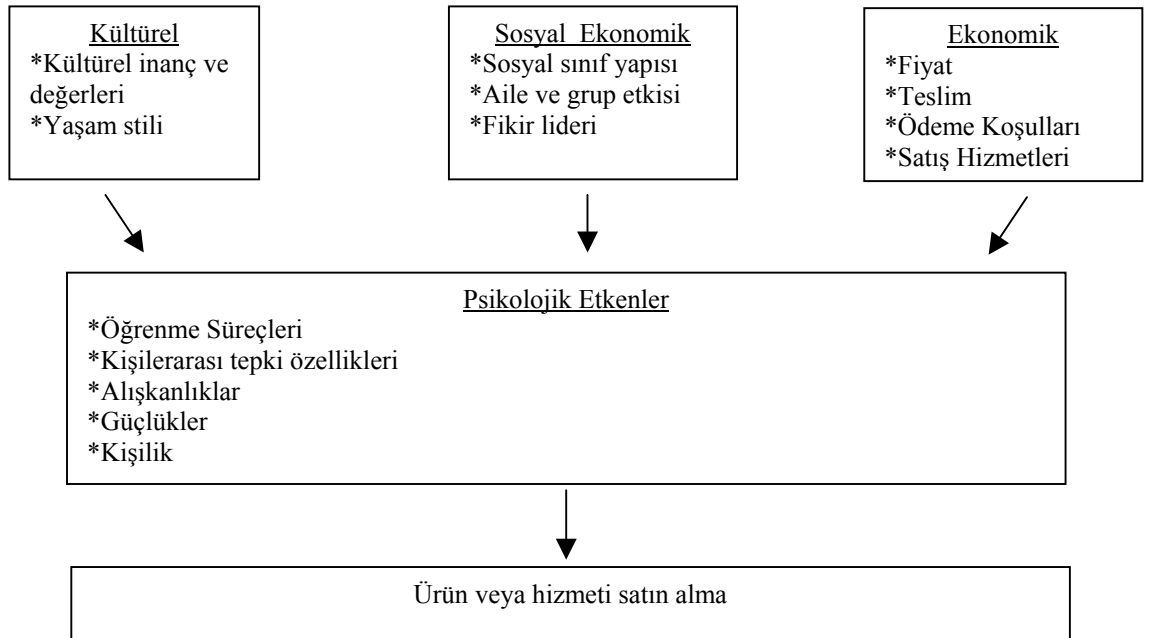 Kültürel
*Kültürel inanç ve
değerleri
*Yaşam stili
Sosyal Ekonomik
*Sosyal sınıf yapısı
*Aile ve grup etkisi
*Fikir lideri
Ekonomik
*Fiyat
*Teslim
*Ödeme Koşulları
*Satış Hizmetleri
Psikolojik Etkenler
*Öğrenme Süreçleri
*Kişilerarası tepki özellikleri
*Alışkanlıklar
*Güçlükler
*Kişilik
Ürün veya hizmeti satın alma